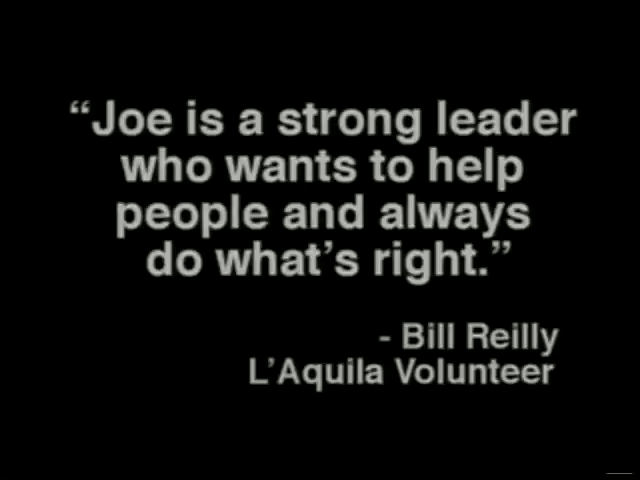 “Joe is a strong leader
who wants to help
people and always
do what’s right.”
- Bill Reilly
L’Aquila Volunteer